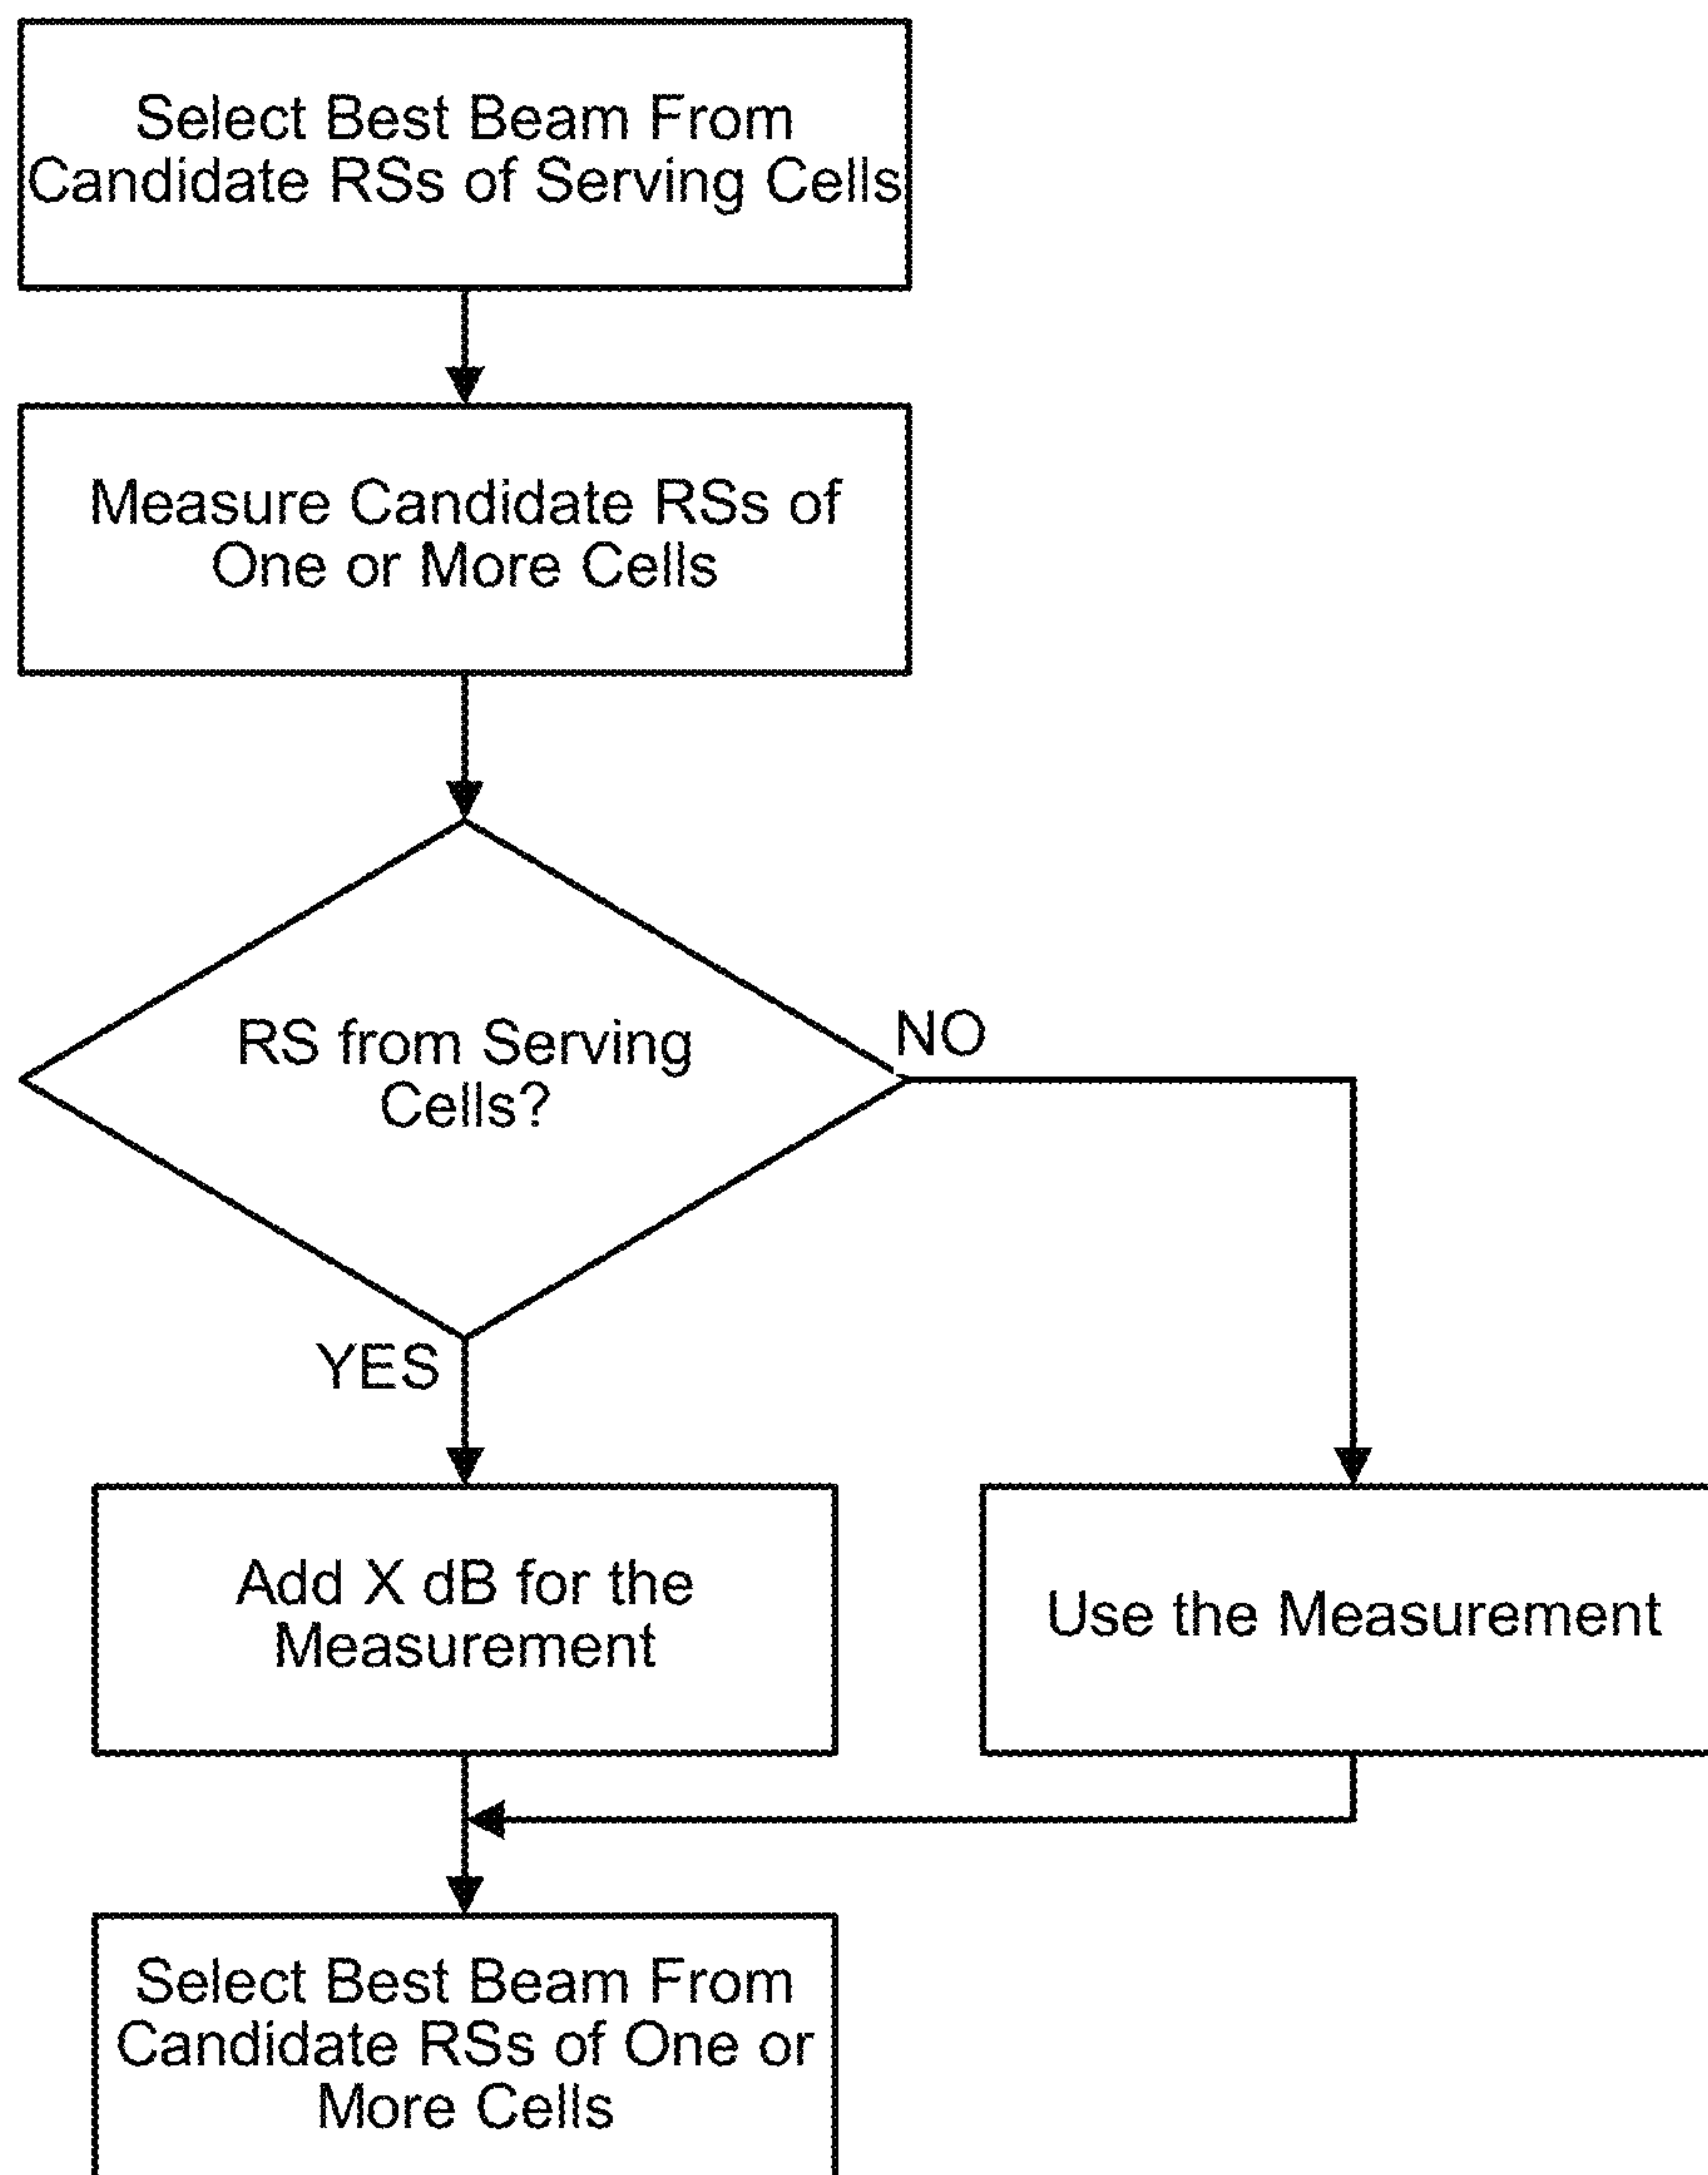 Select Best Beam From
Candidate RSs of Serving Cells
Measure Candidate RSs of
One or More Cells
RS from Serving
Cells?
NO
YES
Add X dB for the
Measurement
Use the Measurement
Select Best Beam From
Candidate RSs of One or
More Cells